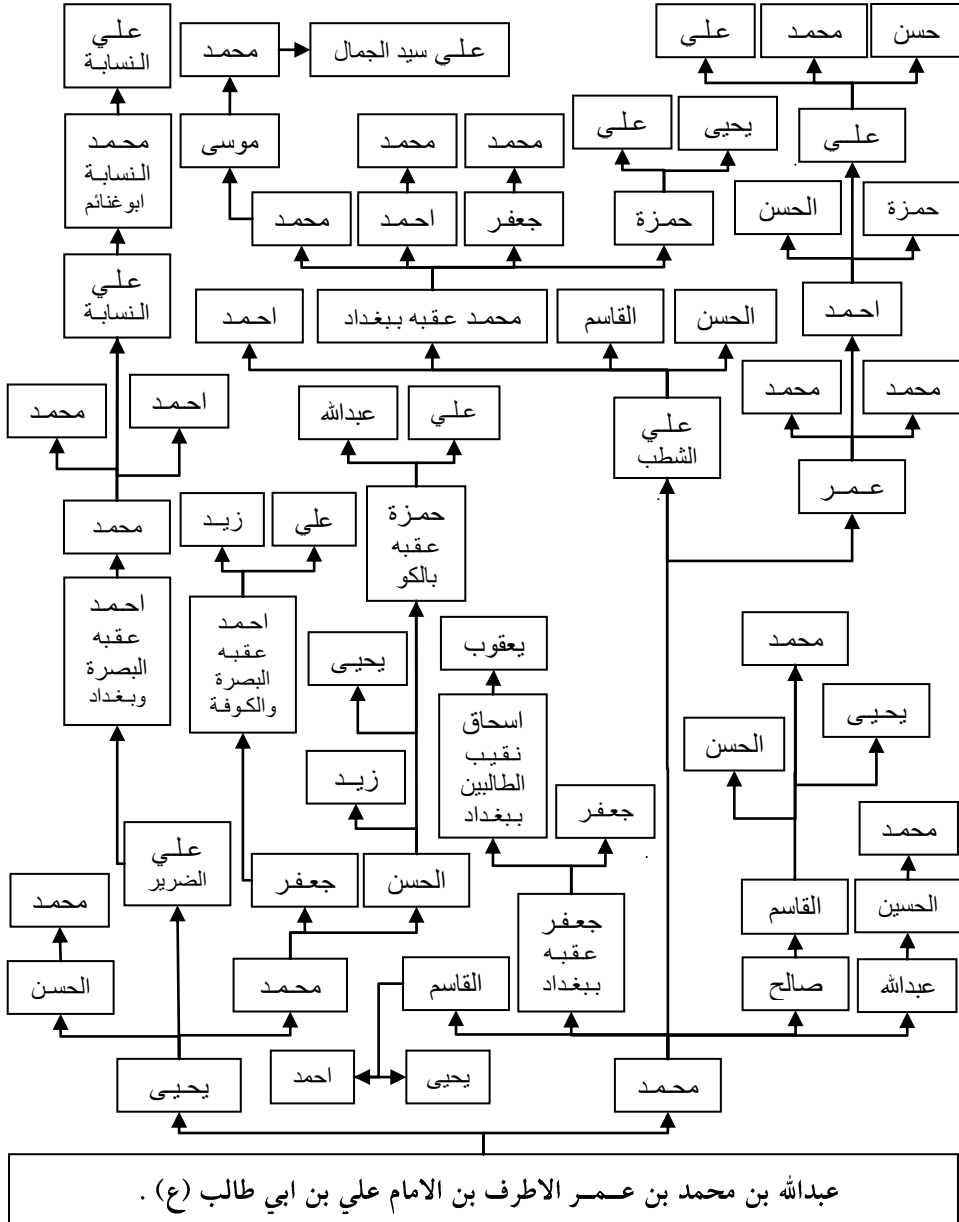 علي
النسابة
محمد
علي سيد الجمال
علي
محمد
حسن
محمد
النسابة
ابوغنائم
موسى
محمد
محمد
علي
يحيى
علي
محمد
احمد
جعفر
حمزة
الحسن
حمزة
علي
النسابة
احمد
محمد عقبه ببغداد
القاسم
الحسن
احمد
محمد
احمد
عبدالله
علي
علي
الشطب
محمد
محمد
عمر
محمد
زيد
علي
حمزة
عقبه
بالكو
احمد
عقبه
البصرة
وبغداد
احمد
عقبه
البصرة
والكوفة
يحيى
يعقوب
محمد
اسحاق
نقيب
الطالبين
ببغداد
الحسن
يحيى
زيد
جعفر
محمد
علي
الضرير
محمد
جعفر
الحسن
جعفر
عقبه
ببغداد
القاسم
الحسين
الحسن
محمد
القاسم
صالح
عبدالله
يحيى
احمد
يحيى
محمد
عبدالله بن محمد بن عمر الاطرف بن الامام علي بن ابي طالب (ع) .